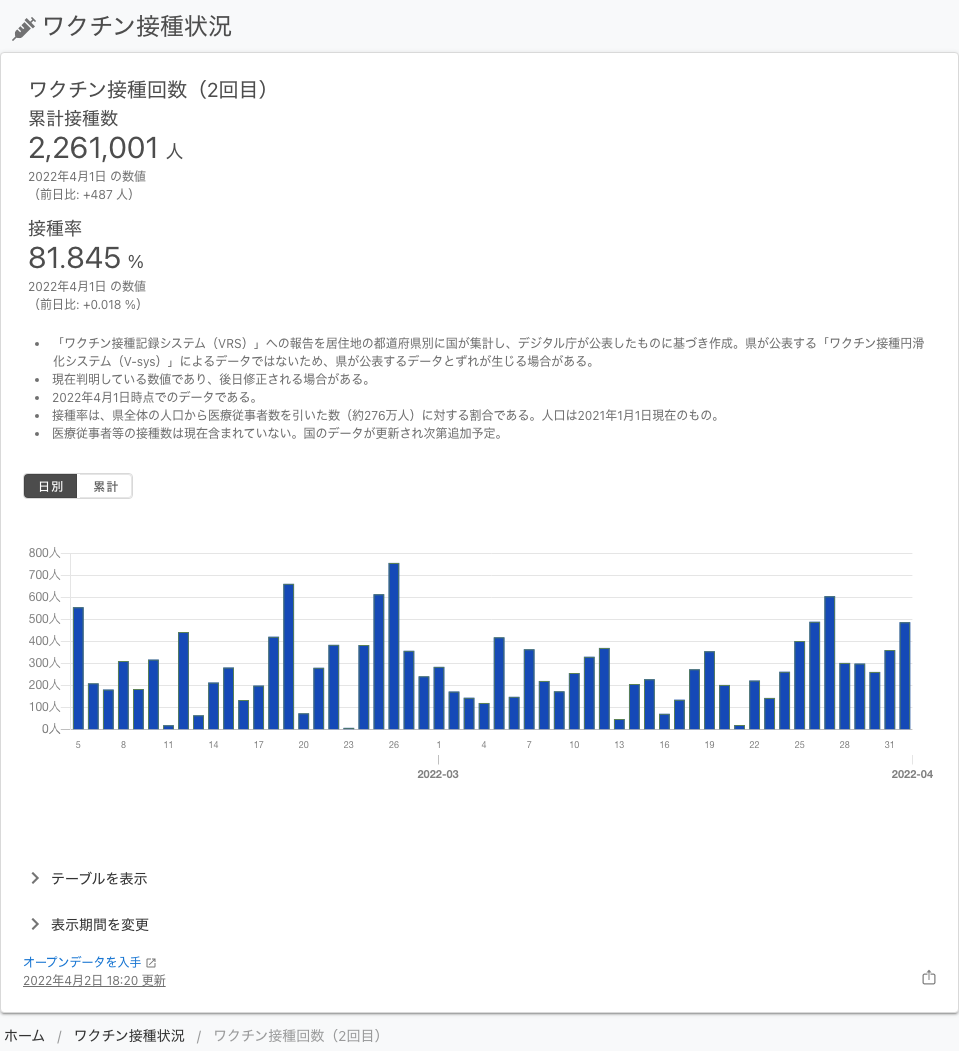 ワクチン接種状況
ワクチン接種回数（2回目）
累計接種数
2,261,001 人
2022年4月1日 の数値
（前日比: +487 人）
接種率
81.845 %
2022年4月1日 の数値
（前日比: +0.018 %）
• 「ワクチン接種記録システム（VRS）」への報告を居住地の都道府県別に国が集計し、デジタル庁が公表したものに基づき作成。県が公表する「ワクチン接種円滑
化システム（V-sys）」によるデータではないため、県が公表するデータとずれが生じる場合がある。
• 現在判明している数値であり、後日修正される場合がある。
• 2022年4月1日時点でのデータである。
• 接種率は、県全体の人口から医療従事者数を引いた数（約276万人）に対する割合である。人口は2021年1月1日現在のもの。
• 医療従事者等の接種数は現在含まれていない。国のデータが更新され次第追加予定。
日別 累計
800人
700人
600人
500人
400人
300人
200人
100人
0人
5 8 11 14 17 20 23 26 1 4 7 10 13 16 19 22 25 28 31
2022-03 2022-04
テーブルを表示
表示期間を変更
オープンデータを入手
2022年4月2日 18:20 更新
ホーム / ワクチン接種状況 / ワクチン接種回数（2回目）